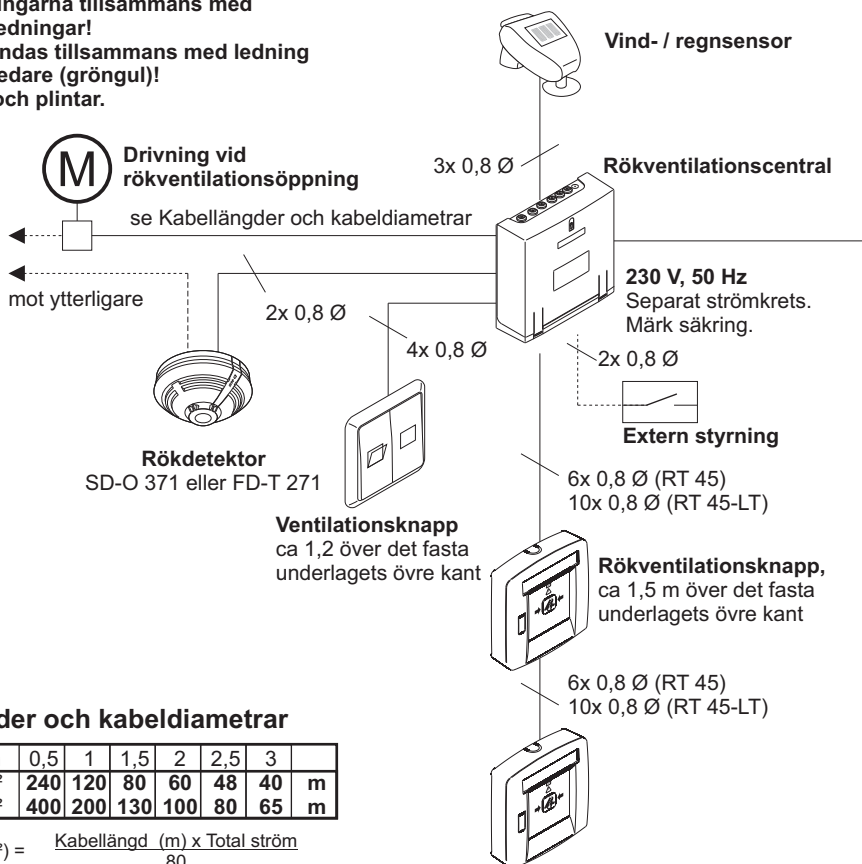 ingarna tillsammans med
edningar!
ndas tillsammans med ledning
edare (gröngul)!
och plintar.
Vind- / regnsensor
M
Drivning vid
rökventilationsöppning
3x 0,8 Ø
Rökventilationscentral
se Kabellängder och kabeldiametrar
mot ytterligare
2x 0,8 Ø
4x 0,8 Ø
230 V, 50 Hz
Separat strömkrets.
Märk säkring.
2x 0,8 Ø
Extern styrning
Rökdetektor
SD-O 371 eller FD-T 271
Ventilationsknapp
ca 1,2 över det fasta
underlagets övre kant
6x 0,8 Ø (RT 45)
10x 0,8 Ø (RT 45-LT)
Rökventilationsknapp,
ca 1,5 m över det fasta
underlagets övre kant
6x 0,8 Ø (RT 45)
10x 0,8 Ø (RT 45-LT)
der och kabeldiametrar
0,5 1 1,5 2 2,5 3
² 240 120 80 60 48 40 m
² 400 200 130 100 80 65 m
²) = Kabellängd (m) x Total ström
80